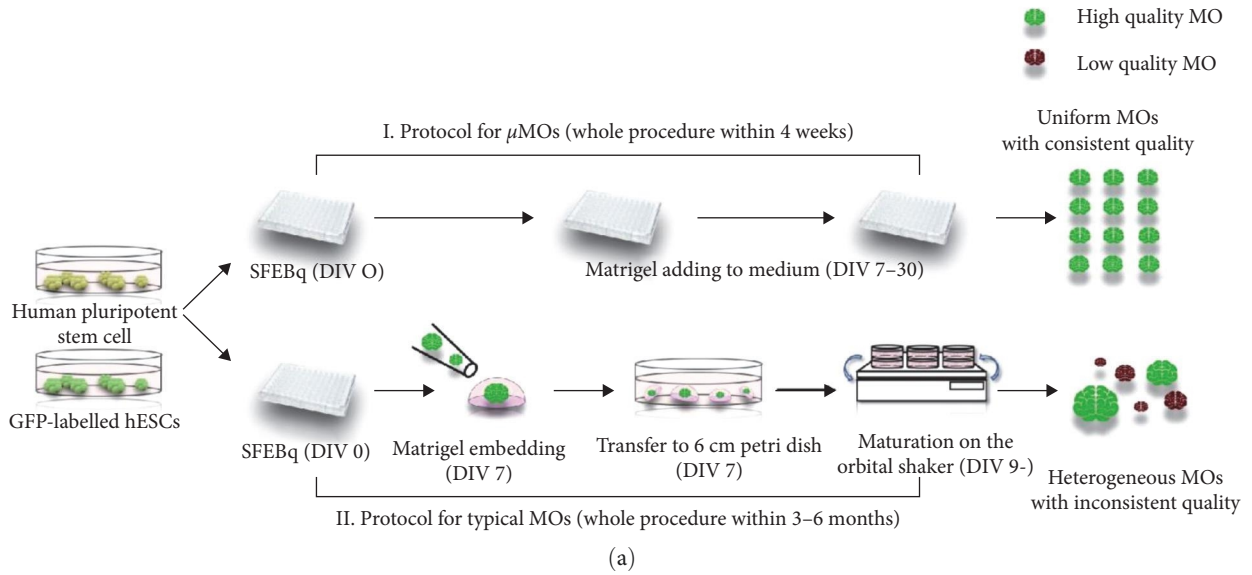 High quality MO
Low quality MO
I. Protocol for μMOs (whole procedure within 4 weeks)
Uniform MOs
with consistent quality
SFEBq (DIV O)
Matrigel adding to medium (DIV 7–30)
Human pluripotent
stem cell
GFP-labelled hESCs
SFEBq (DIV 0)
Matrigel embedding
(DIV 7)
Transfer to 6 cm petri dish
(DIV 7)
Maturation on the
orbital shaker (DIV 9-)
Heterogeneous MOs
with inconsistent quality
II. Protocol for typical MOs (whole procedure within 3–6 months)
(a)